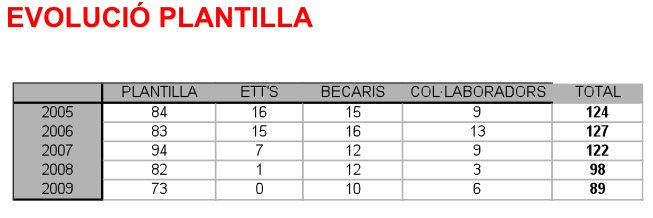 EVOLUCIÓ PLANTILLA
PLANTILLA ETT'S BECARIS COL·LABORADORS TOTAL
2005 84 16 15 9 124
2006 83 15 16 13 127
2007 94 7 12 9 122
2008 82 1 12 3 98
2009 73 0 10 6 89